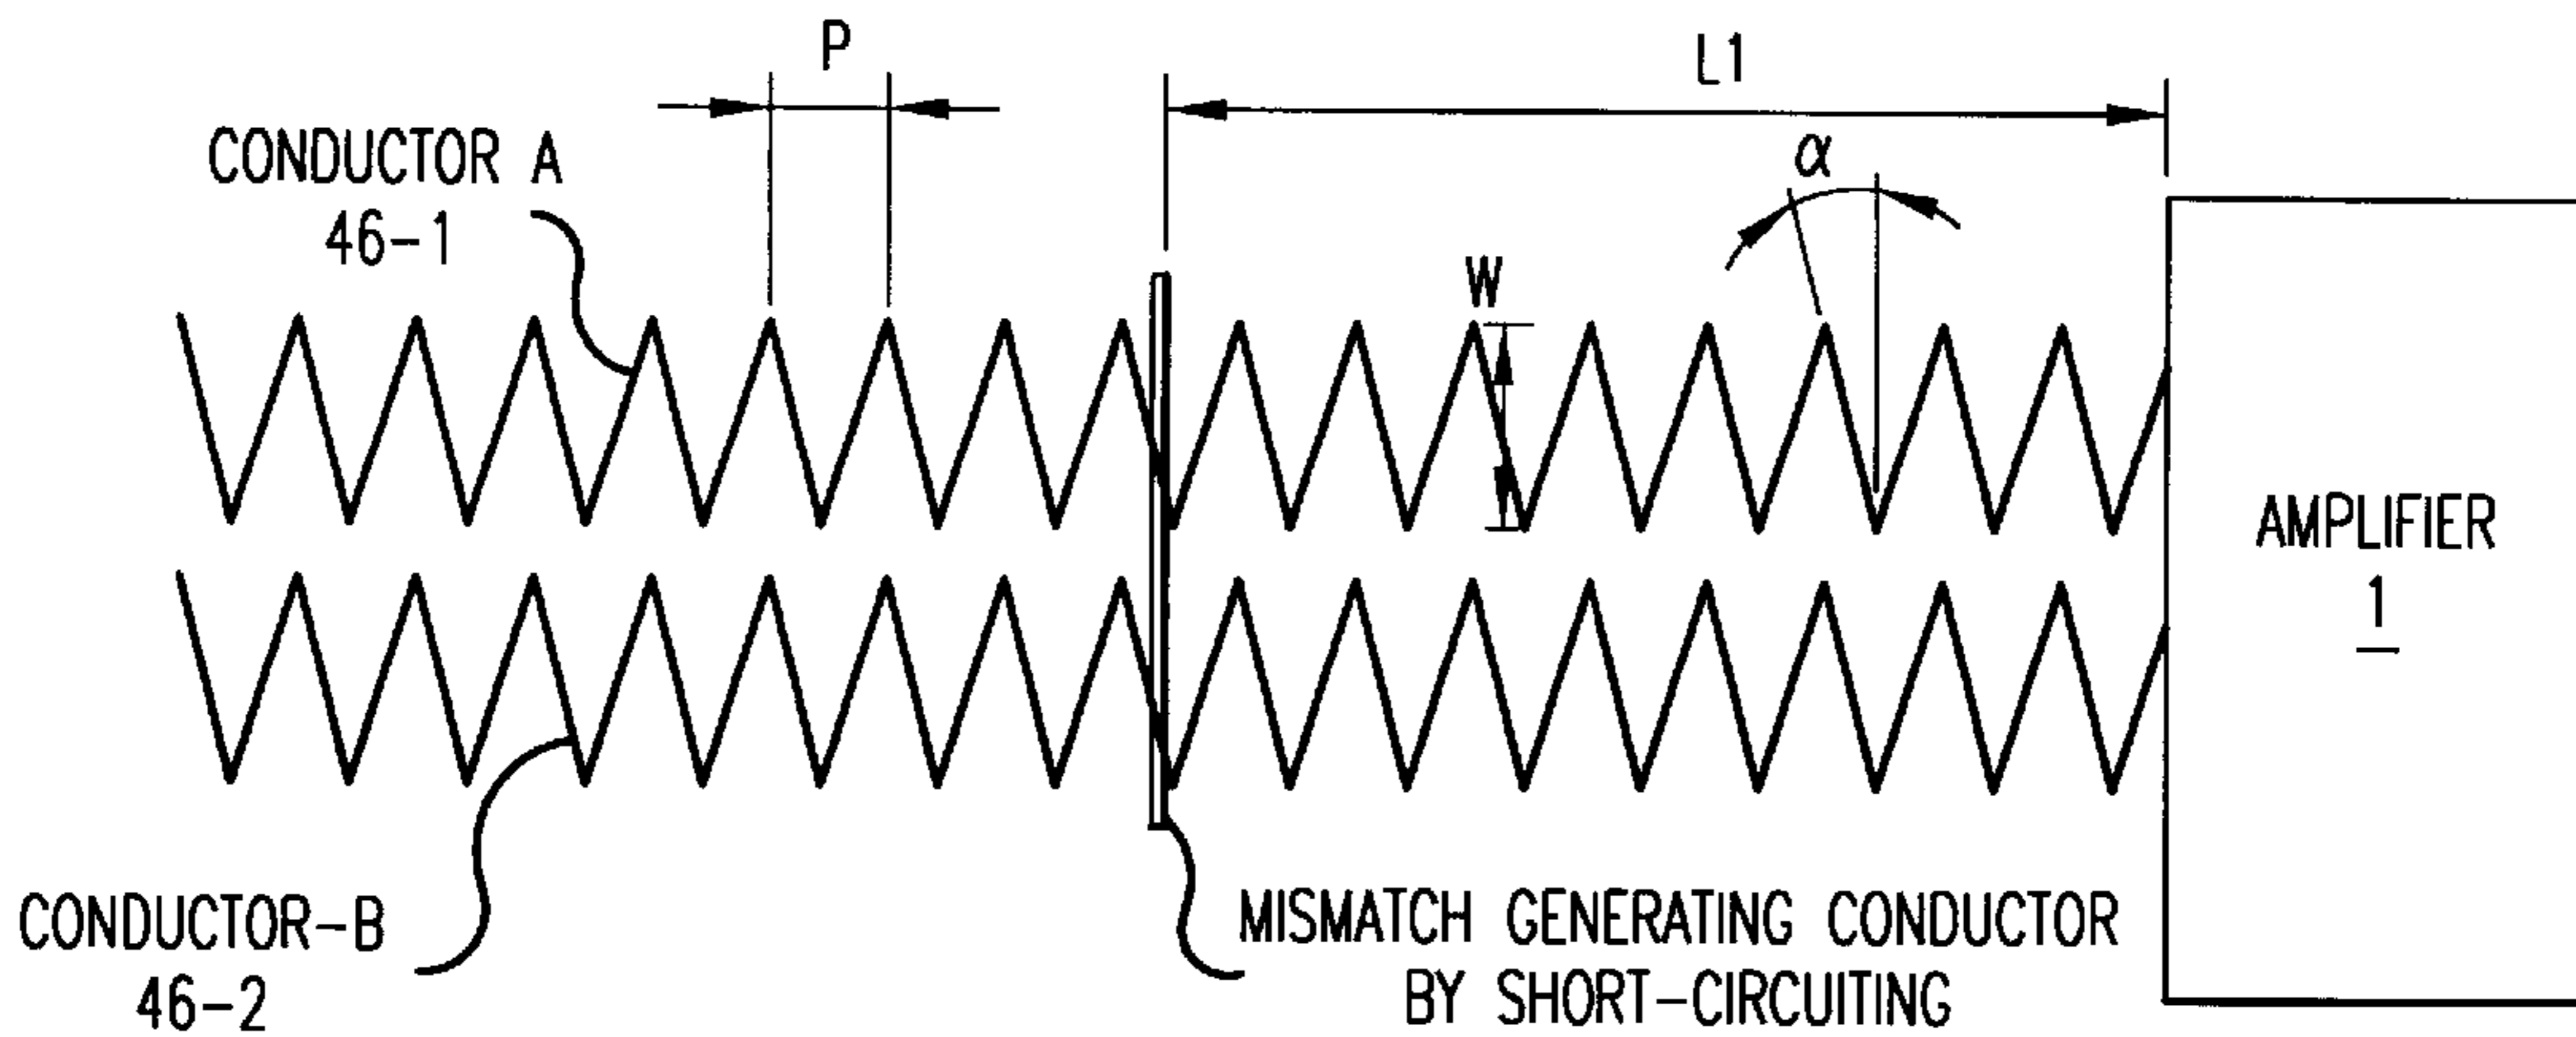 P
L1
CONDUCTOR A
46-1
α
W
AMPLIFIER
1
CONDUCTOR-B
46-2
MISMATCH GENERATING CONDUCTOR
BY SHORT-CIRCUITING